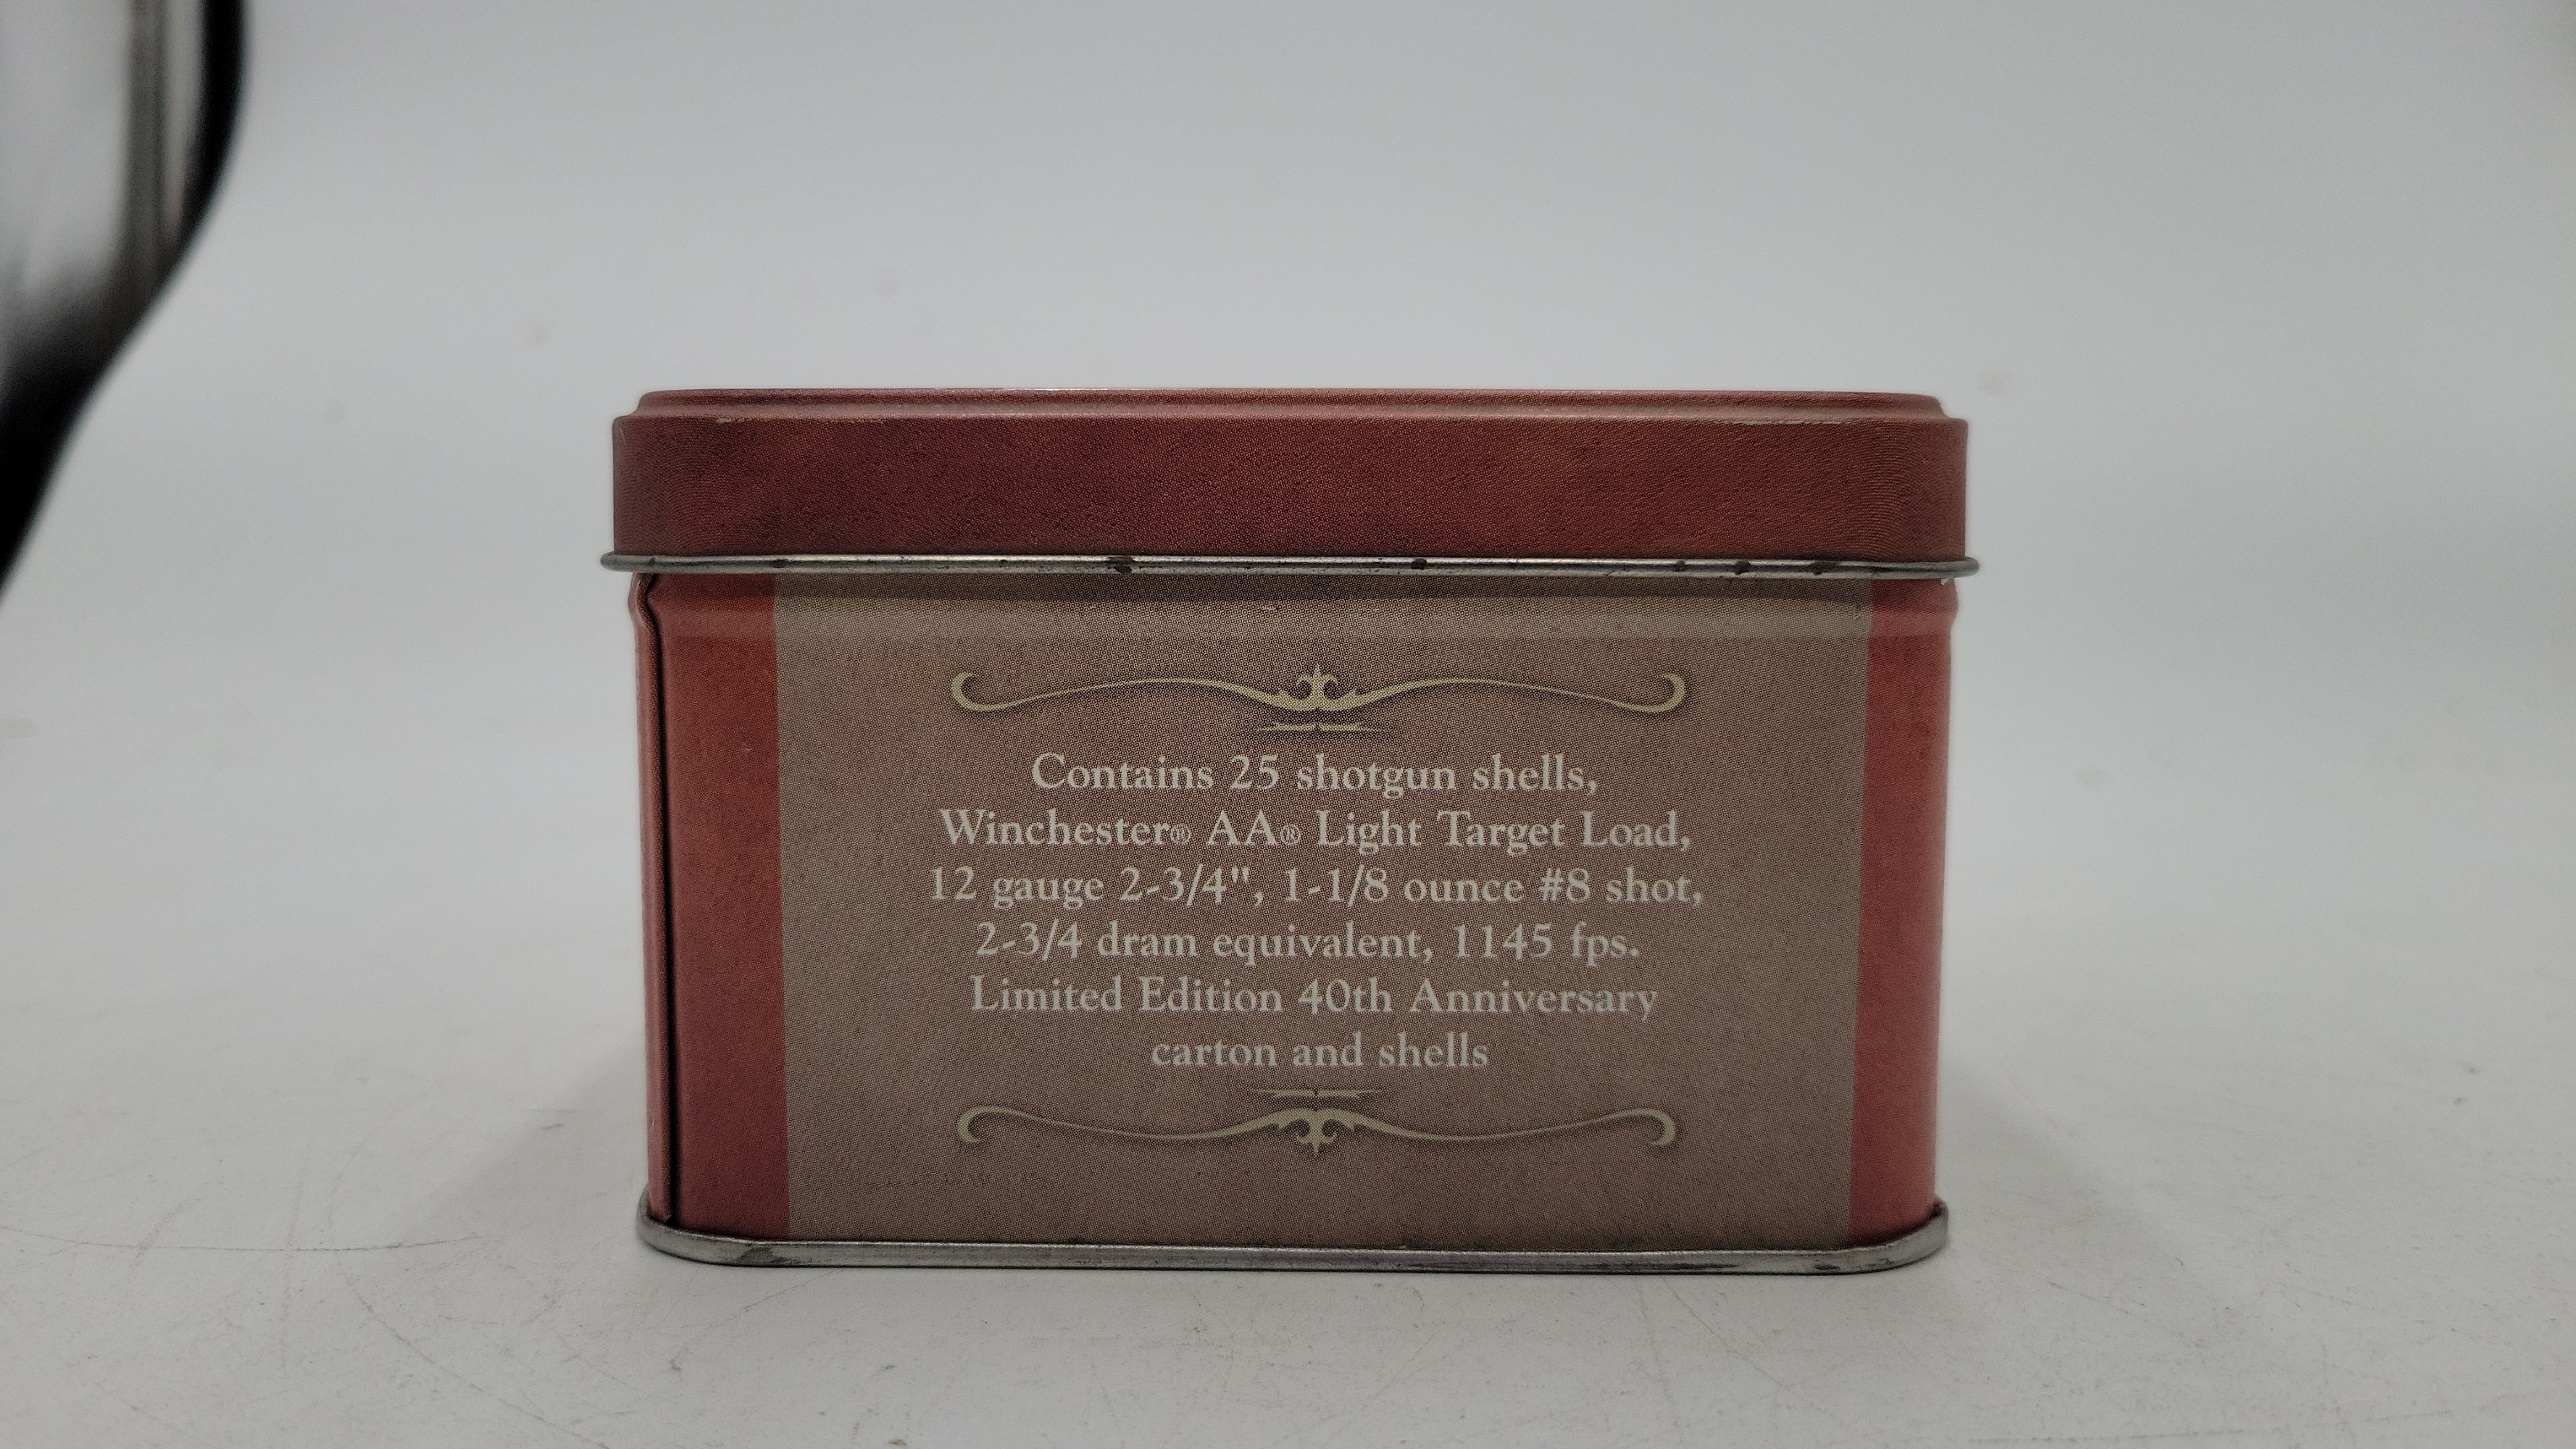 Contains 25 shotgun shells,
Winchester® AA® Light Target Load,
12 gauge 2-3/4", 1-1/8 ounce #8 shot,
2-3/4 dram equivalent, 1145 fps.
Limited Edition 40th Anniversary
carton and shells